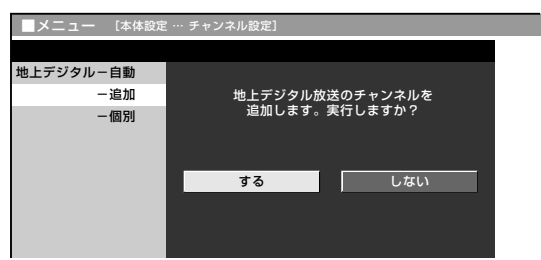 ■メニュー [本体設定 … チャンネル設定]
地上デジタルー自動
ー追加
ー個別
地上デジタル放送のチャンネルを
追加します。実行しますか？
する
しない